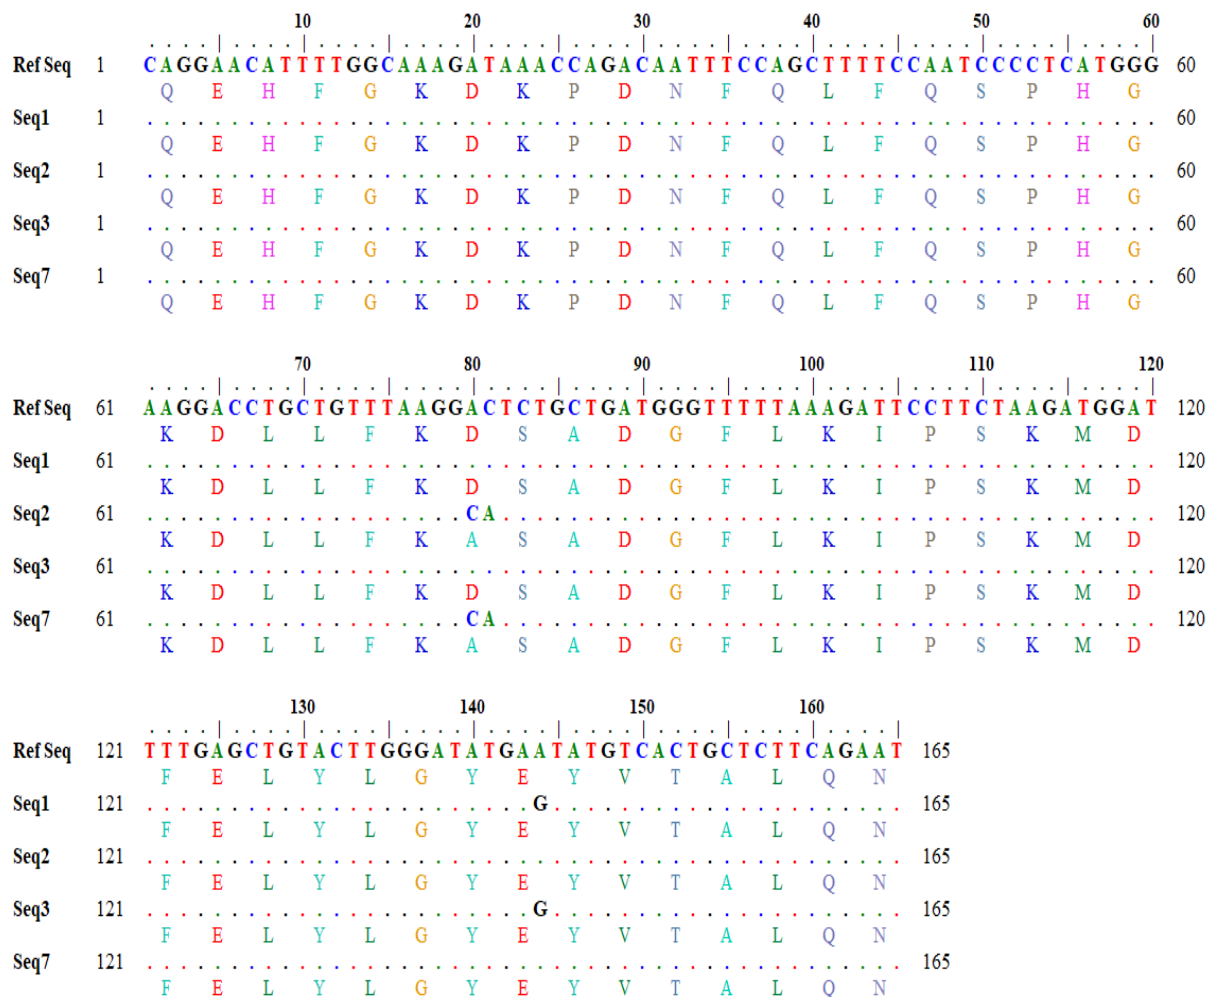 10 20 30 40 50 60
....|....|....|....|....|....|....|....|....|....|....|....|
Ref Seq 1 CAGGAACATTTTGGCAAAGATAAACCAGACAATTTCCAGCTTTTCCAATCCCCTCATGGG 60
Q E H F G K D K P D N F Q L F Q S P H G
Seq1 1 ............................................................ 60
Q E H F G K D K P D N F Q L F Q S P H G
Seq2 1 ............................................................ 60
Q E H F G K D K P D N F Q L F Q S P H G
Seq3 1 ............................................................ 60
Q E H F G K D K P D N F Q L F Q S P H G
Seq7 1 ............................................................ 60
Q E H F G K D K P D N F Q L F Q S P H G
70 80 90 100 110 120
....|....|....|....|....|....|....|....|....|....|....|....|
Ref Seq 61 AAGGACCTGCTGTTTAAGGACTCTGCTGATGGGTTTTTAAAGATTCCTTCTAAGATGGAT 120
K D L L F K D S A D G F L K I P S K M D
Seq1 61 ............................................................ 120
K D L L F K D S A D G F L K I P S K M D
Seq2 61 ...................CA....................................... 120
K D L L F K A S A D G F L K I P S K M D
Seq3 61 ............................................................ 120
K D L L F K D S A D G F L K I P S K M D
Seq7 61 ...................CA....................................... 120
K D L L F K A S A D G F L K I P S K M D
130 140 150 160
....|....|....|....|....|....|....|....|....|
Ref Seq 121 TTTGAGCTGTACTTGGGATATGAATATGTCACTGCTCTTCAGAAT 165
F E L Y L G Y E Y V T A L Q N
Seq1 121 .......................G..................... 165
F E L Y L G Y E Y V T A L Q N
Seq2 121 ............................................. 165
F E L Y L G Y E Y V T A L Q N
Seq3 121 .......................G..................... 165
F E L Y L G Y E Y V T A L Q N
Seq7 121 ............................................. 165
F E L Y L G Y E Y V T A L Q N